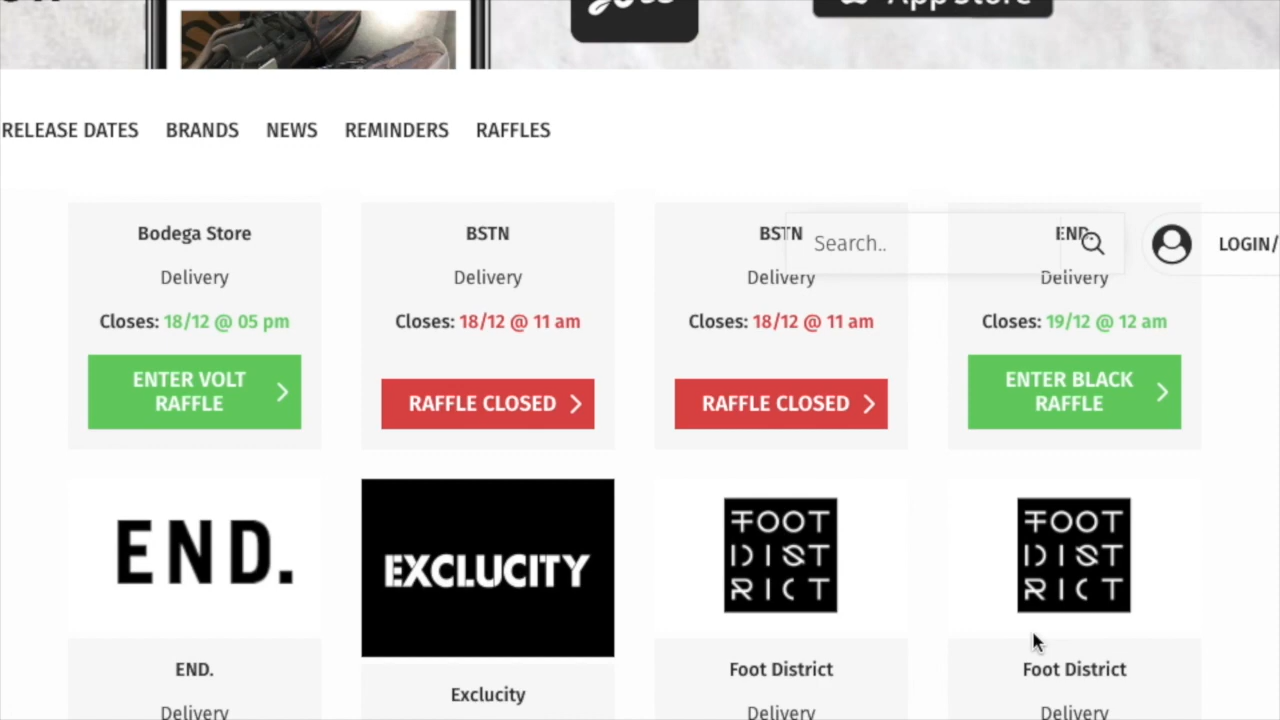 App Store
RELEASE DATES BRANDS NEWS REMINDERS RAFFLES
Search..
LOGIN/
Bodega Store
Delivery
Closes: 18/12 @ 05 pm
ENTER VOLT
RAFFLE
BSTN
Delivery
Closes: 18/12 @ 11 am
RAFFLE CLOSED
BSTN
Delivery
Closes: 18/12 @ 11 am
RAFFLE CLOSED
END.
Delivery
Closes: 19/12 @ 12 am
ENTER BLACK
RAFFLE
END.
END.
Delivery
EXCLUCITY
Exclucity
FOOT
DIST
RICT
Foot District
Delivery
FOOT
DIST
RICT
Foot District
Delivery